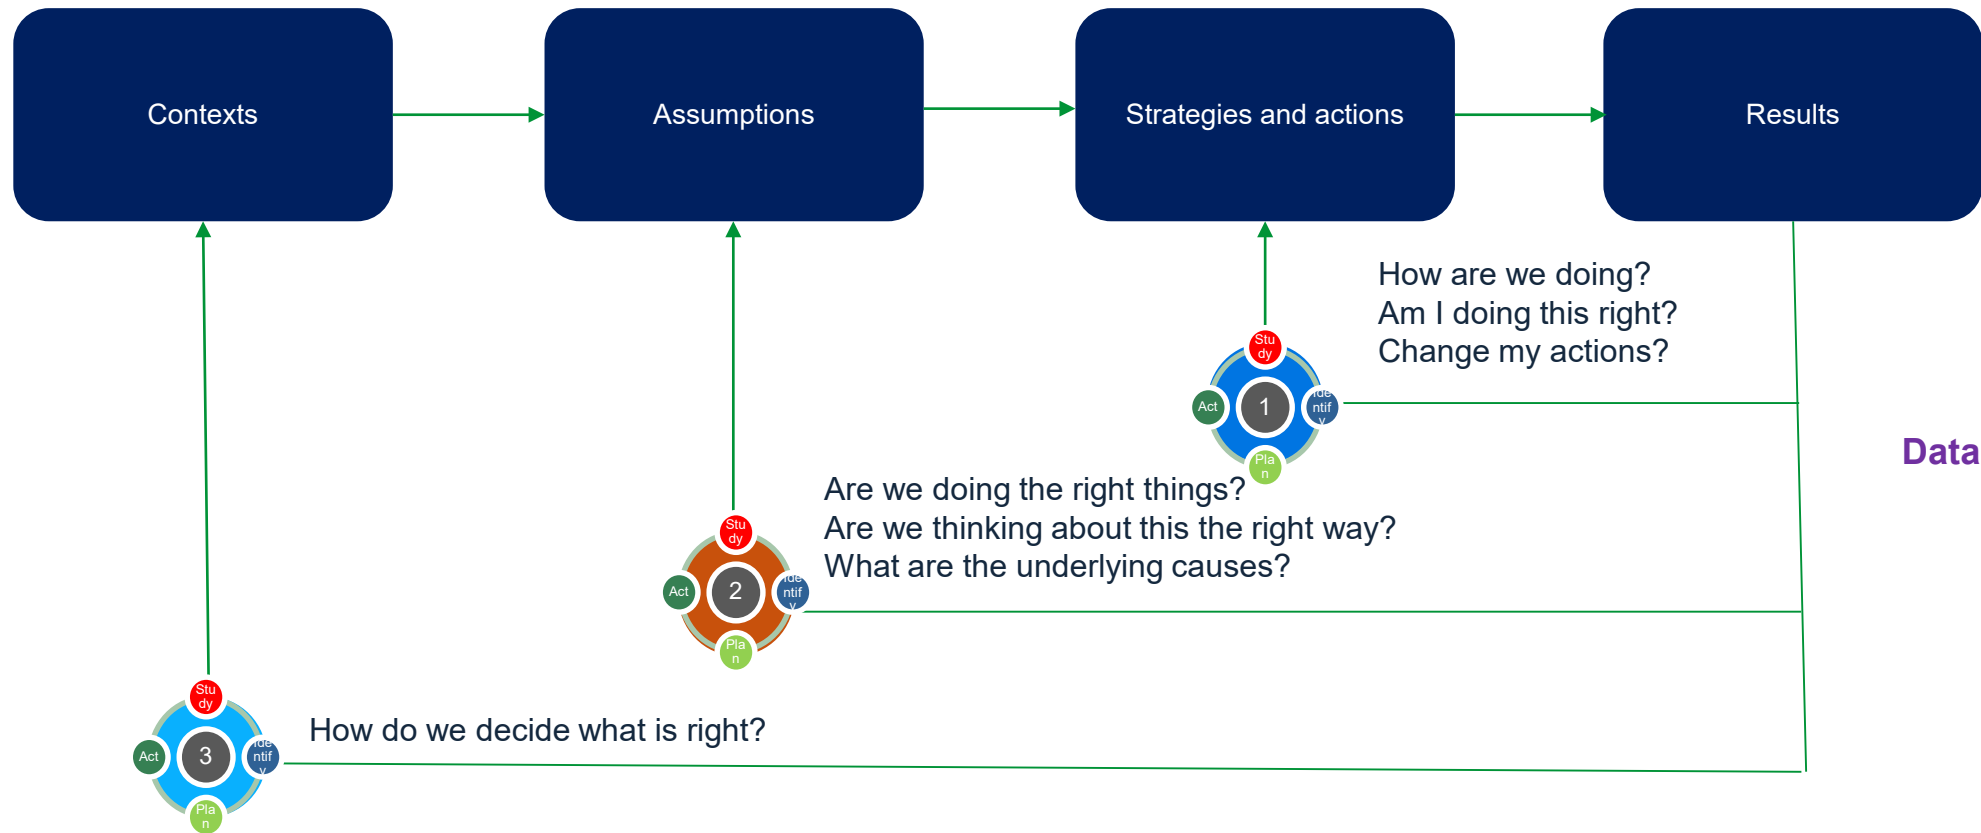 Contexts
Assumptions
Strategies and actions
Results
How are we doing?
Am I doing this right?
Change my actions?
Stu
dy
Act
1
Ide
ntif
y
Pla
n
Data
Are we doing the right things?
Are we thinking about this the right way?
What are the underlying causes?
Stu
dy
Act
2
Ide
ntif
y
Pla
n
How do we decide what is right?
Stu
dy
Act
3
Ide
ntif
y
Pla
n